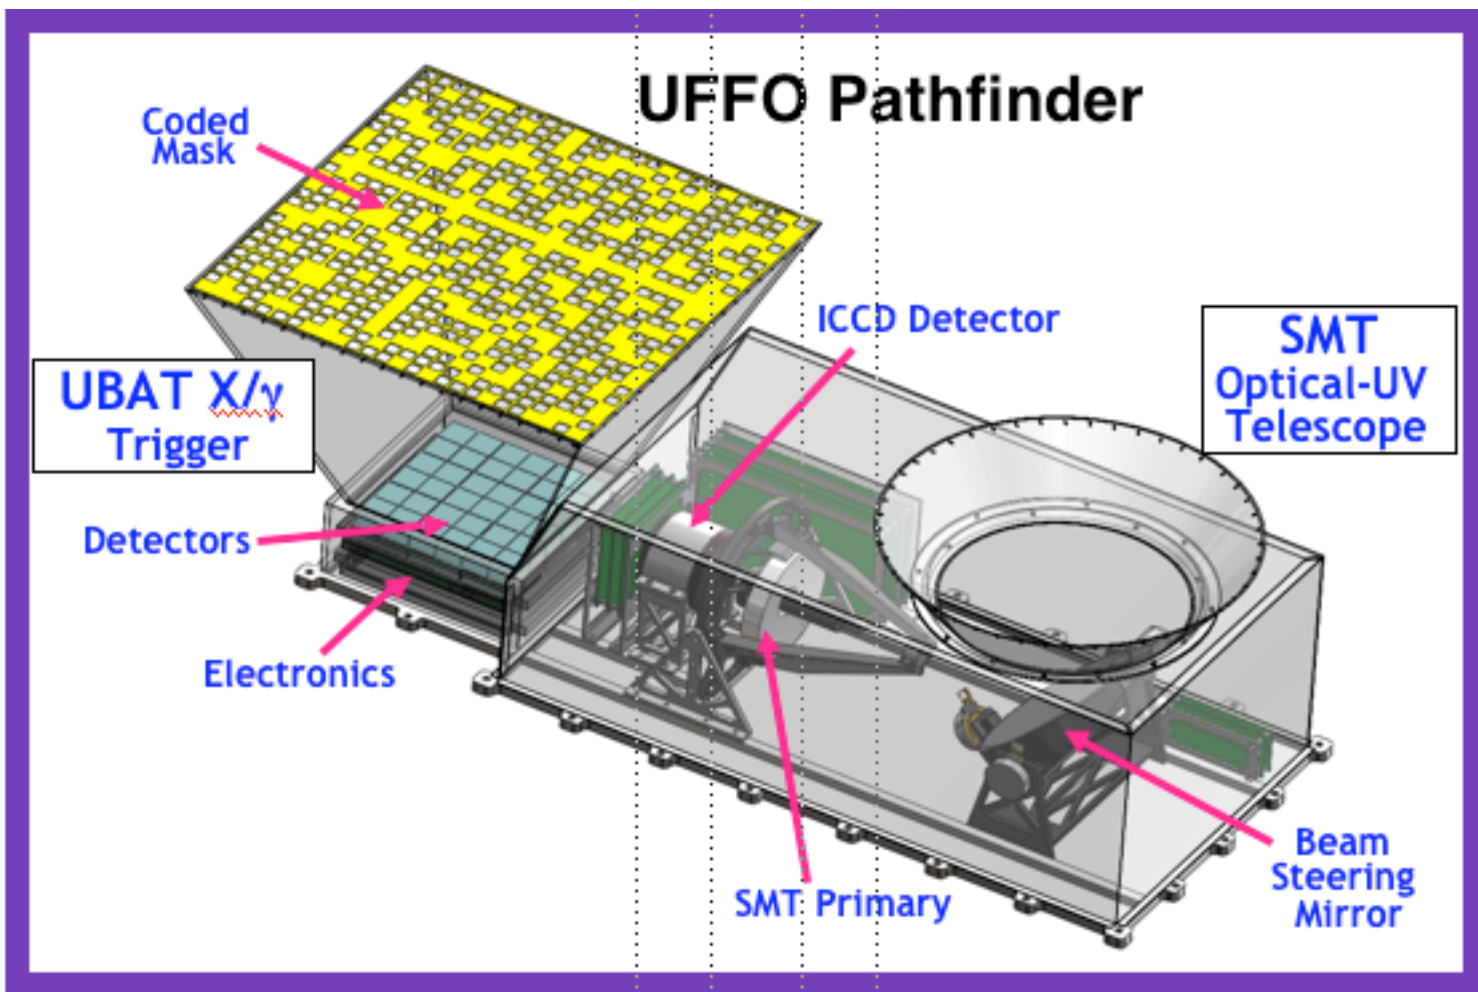 UFFO Pathfinder
Coded
Mask
ICCD Detector
SMT
Optical-UV
Telescope
UBAT X/γ
Trigger
Detectors
Electronics
SMT Primary
Beam
Steering
Mirror